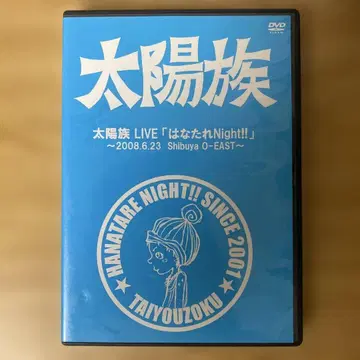 DVD
太陽族
太陽族 LIVE「はなたれNight!!」
〜2008.6.23 Shibuya O-EAST〜
★HANATARE NIGHT!! SINCE 2001★
TAIYOUZOKU